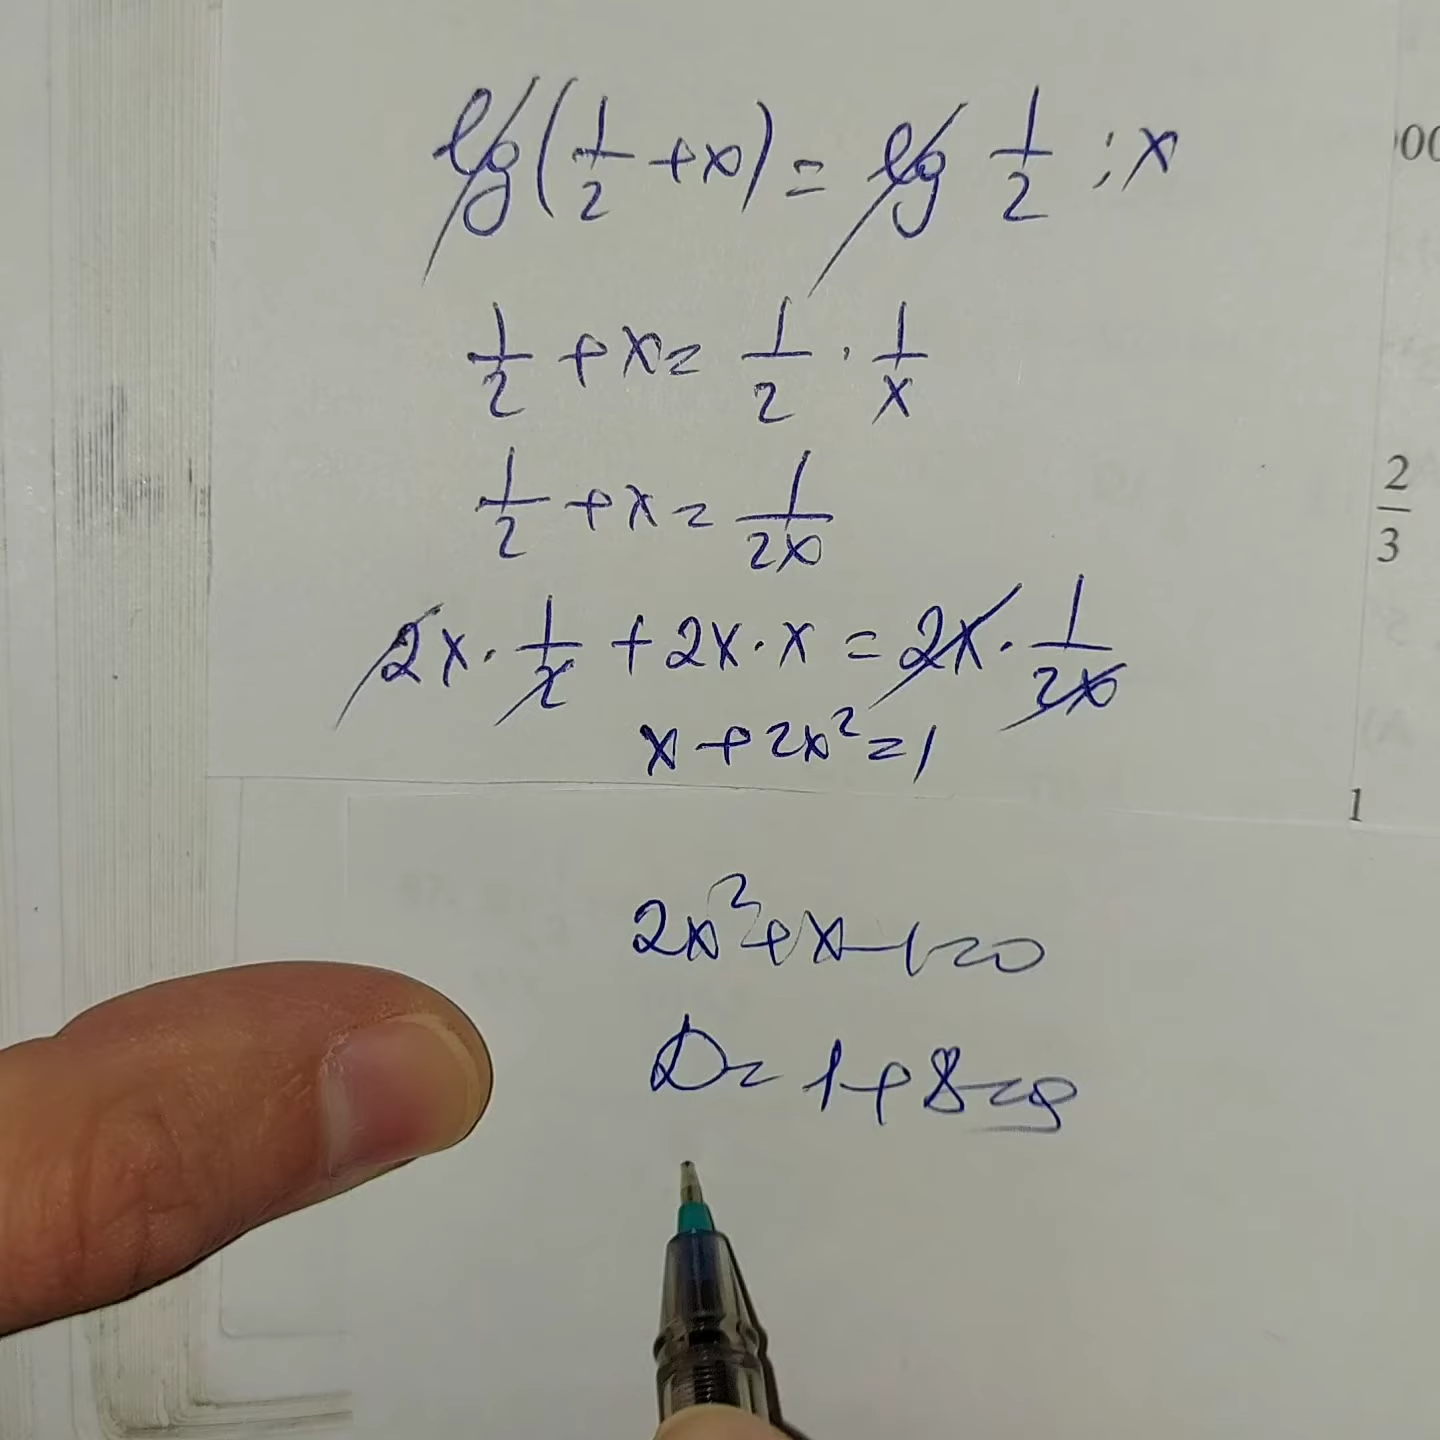 lg(1/2 + x) = lg 1/2 : x
1/2 + x = 1/2 · 1/x
1/2 + x = 1/2x
2x · 1/2 + 2x · x = 2x · 1/2x
x + 2x² = 1
2x² + x - 1 = 0
D = 1 + 8 = 9
00
2/3
1